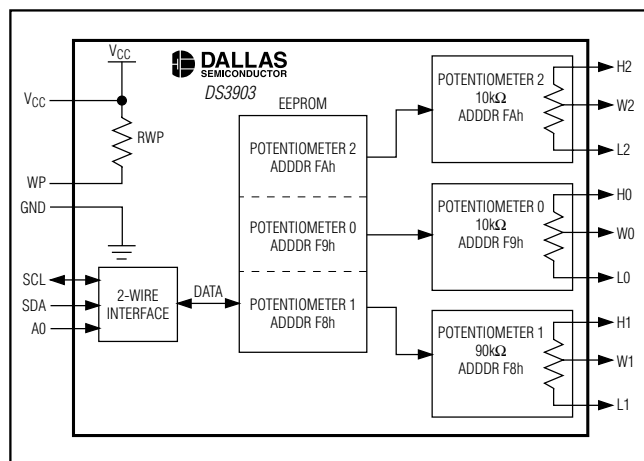 VCC
DALLAS
SEMICONDUCTOR
DS3903
VCC
RWP
WP
GND
SCL
SDA
A0
2-WIRE
INTERFACE
DATA
EEPROM
POTENTIOMETER 2
ADDDR FAh
POTENTIOMETER 0
ADDDR F9h
POTENTIOMETER 1
ADDDR F8h
POTENTIOMETER 2
10kΩ
ADDDR FAh
H2
W2
L2
POTENTIOMETER 0
10kΩ
ADDDR F9h
H0
W0
L0
POTENTIOMETER 1
90kΩ
ADDDR F8h
H1
W1
L1